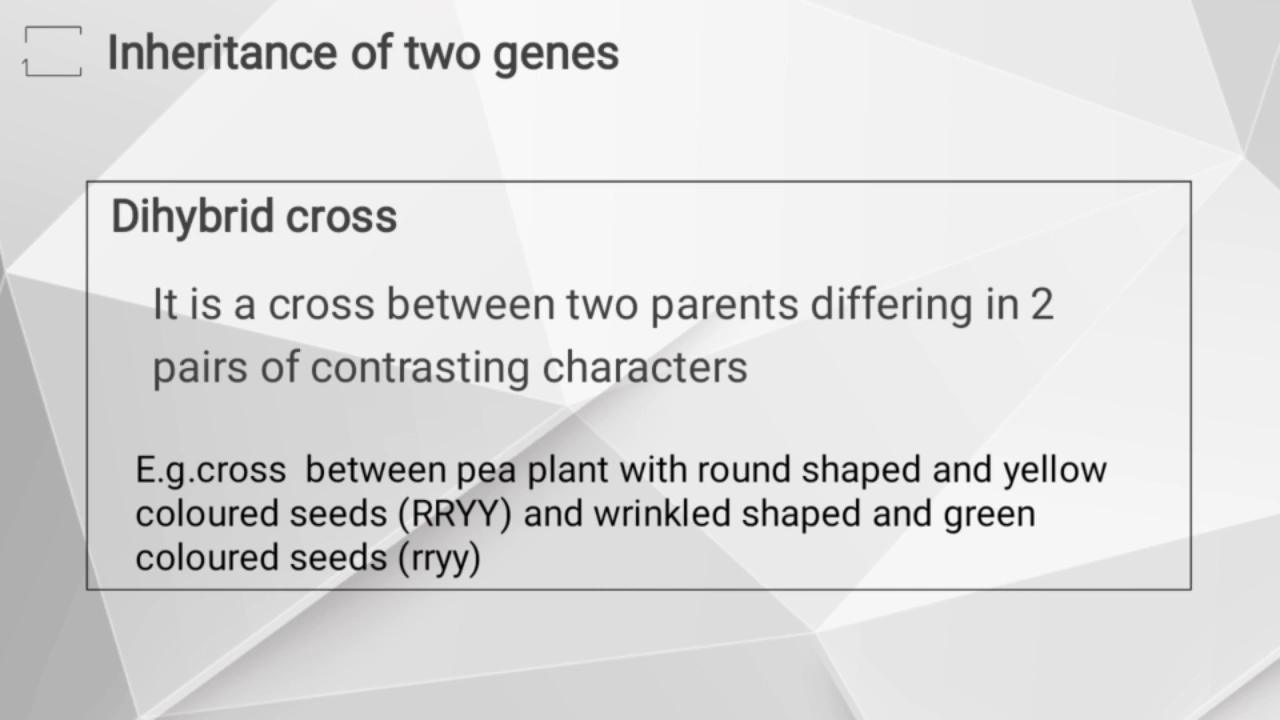 Inheritance of two genes
Dihybrid cross
It is a cross between two parents differing in 2
pairs of contrasting characters
E.g.cross  between pea plant with round shaped and yellow
coloured seeds (RRYY) and wrinkled shaped and green
coloured seeds (rryy)